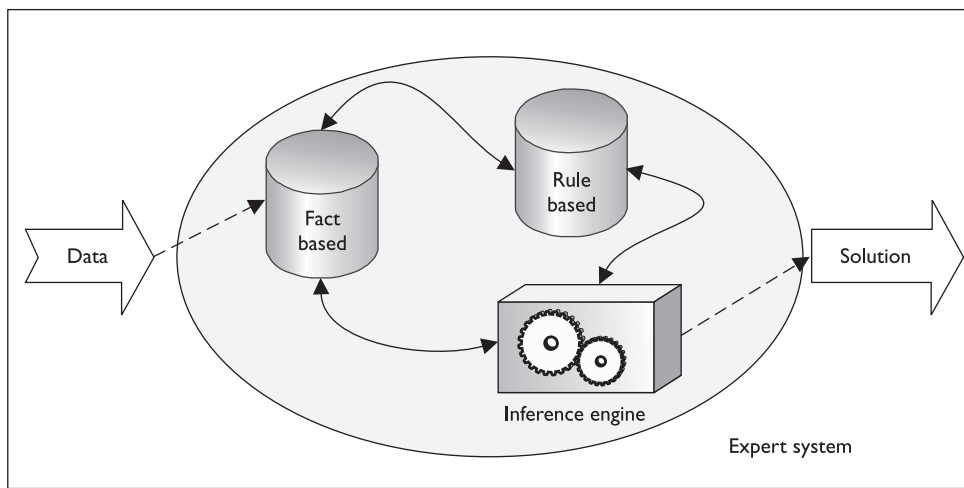 Data
Fact
based
Rule
based
Solution
Inference engine
Expert system